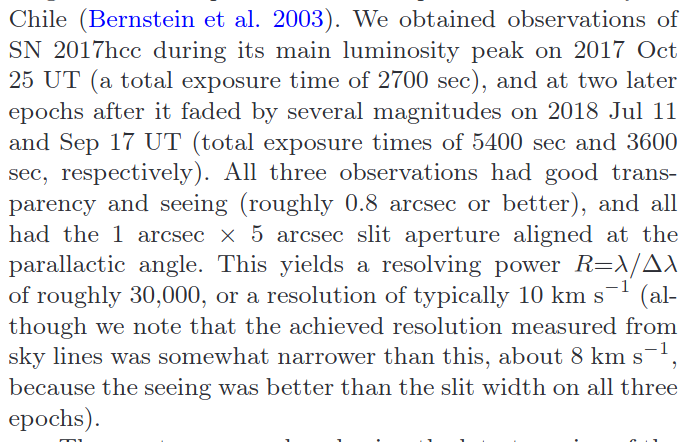 Chile (Bernstein et al. 2003). We obtained observations of
SN 2017hcc during its main luminosity peak on 2017 Oct
25 UT (a total exposure time of 2700 sec), and at two later
epochs after it faded by several magnitudes on 2018 Jul 11
and Sep 17 UT (total exposure times of 5400 sec and 3600
sec, respectively). All three observations had good trans-
parency and seeing (roughly 0.8 arcsec or better), and all
had the 1 arcsec × 5 arcsec slit aperture aligned at the
parallactic angle. This yields a resolving power R=λ/Δλ
of roughly 30,000, or a resolution of typically 10 km s⁻¹ (al-
though we note that the achieved resolution measured from
sky lines was somewhat narrower than this, about 8 km s⁻¹,
because the seeing was better than the slit width on all three
epochs).